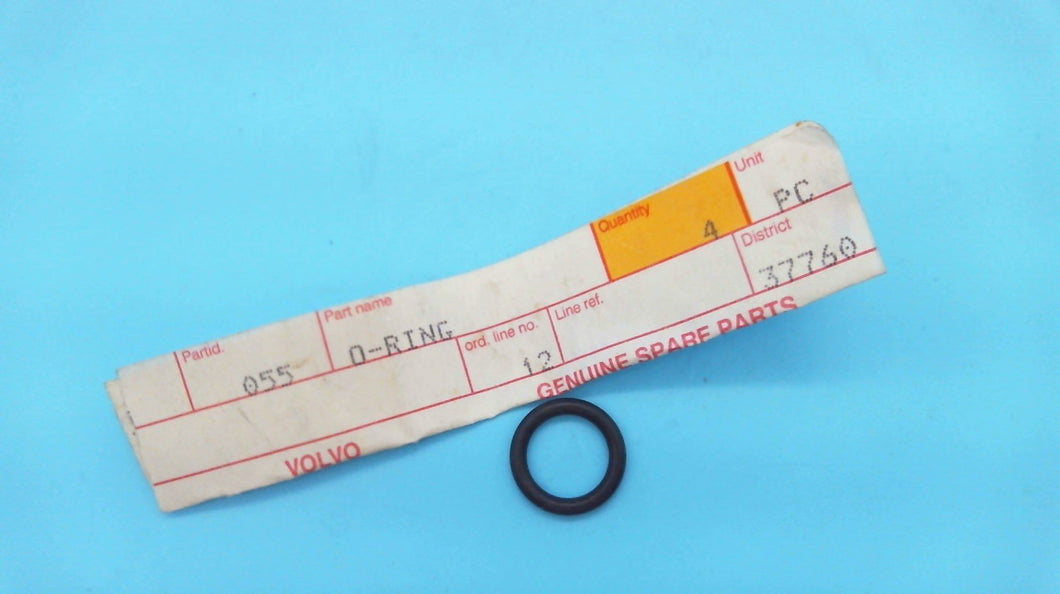 Partid. Part name Quantity Unit
055 O-RING 4 PC
ord. line no. Line ref. District
12 37760
VOLVO GENUINE SPARE PARTS